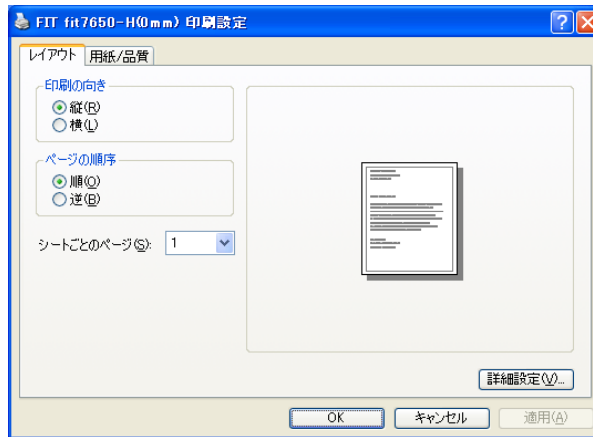 FIT fit7650-H(0mm) 印刷設定
レイアウト 用紙/品質
印刷の向き
縦(R)
横(L)
ページの順序
順(O)
逆(B)
シートごとのページ(S): 1
詳細設定(V)...
OK キャンセル 適用(A)